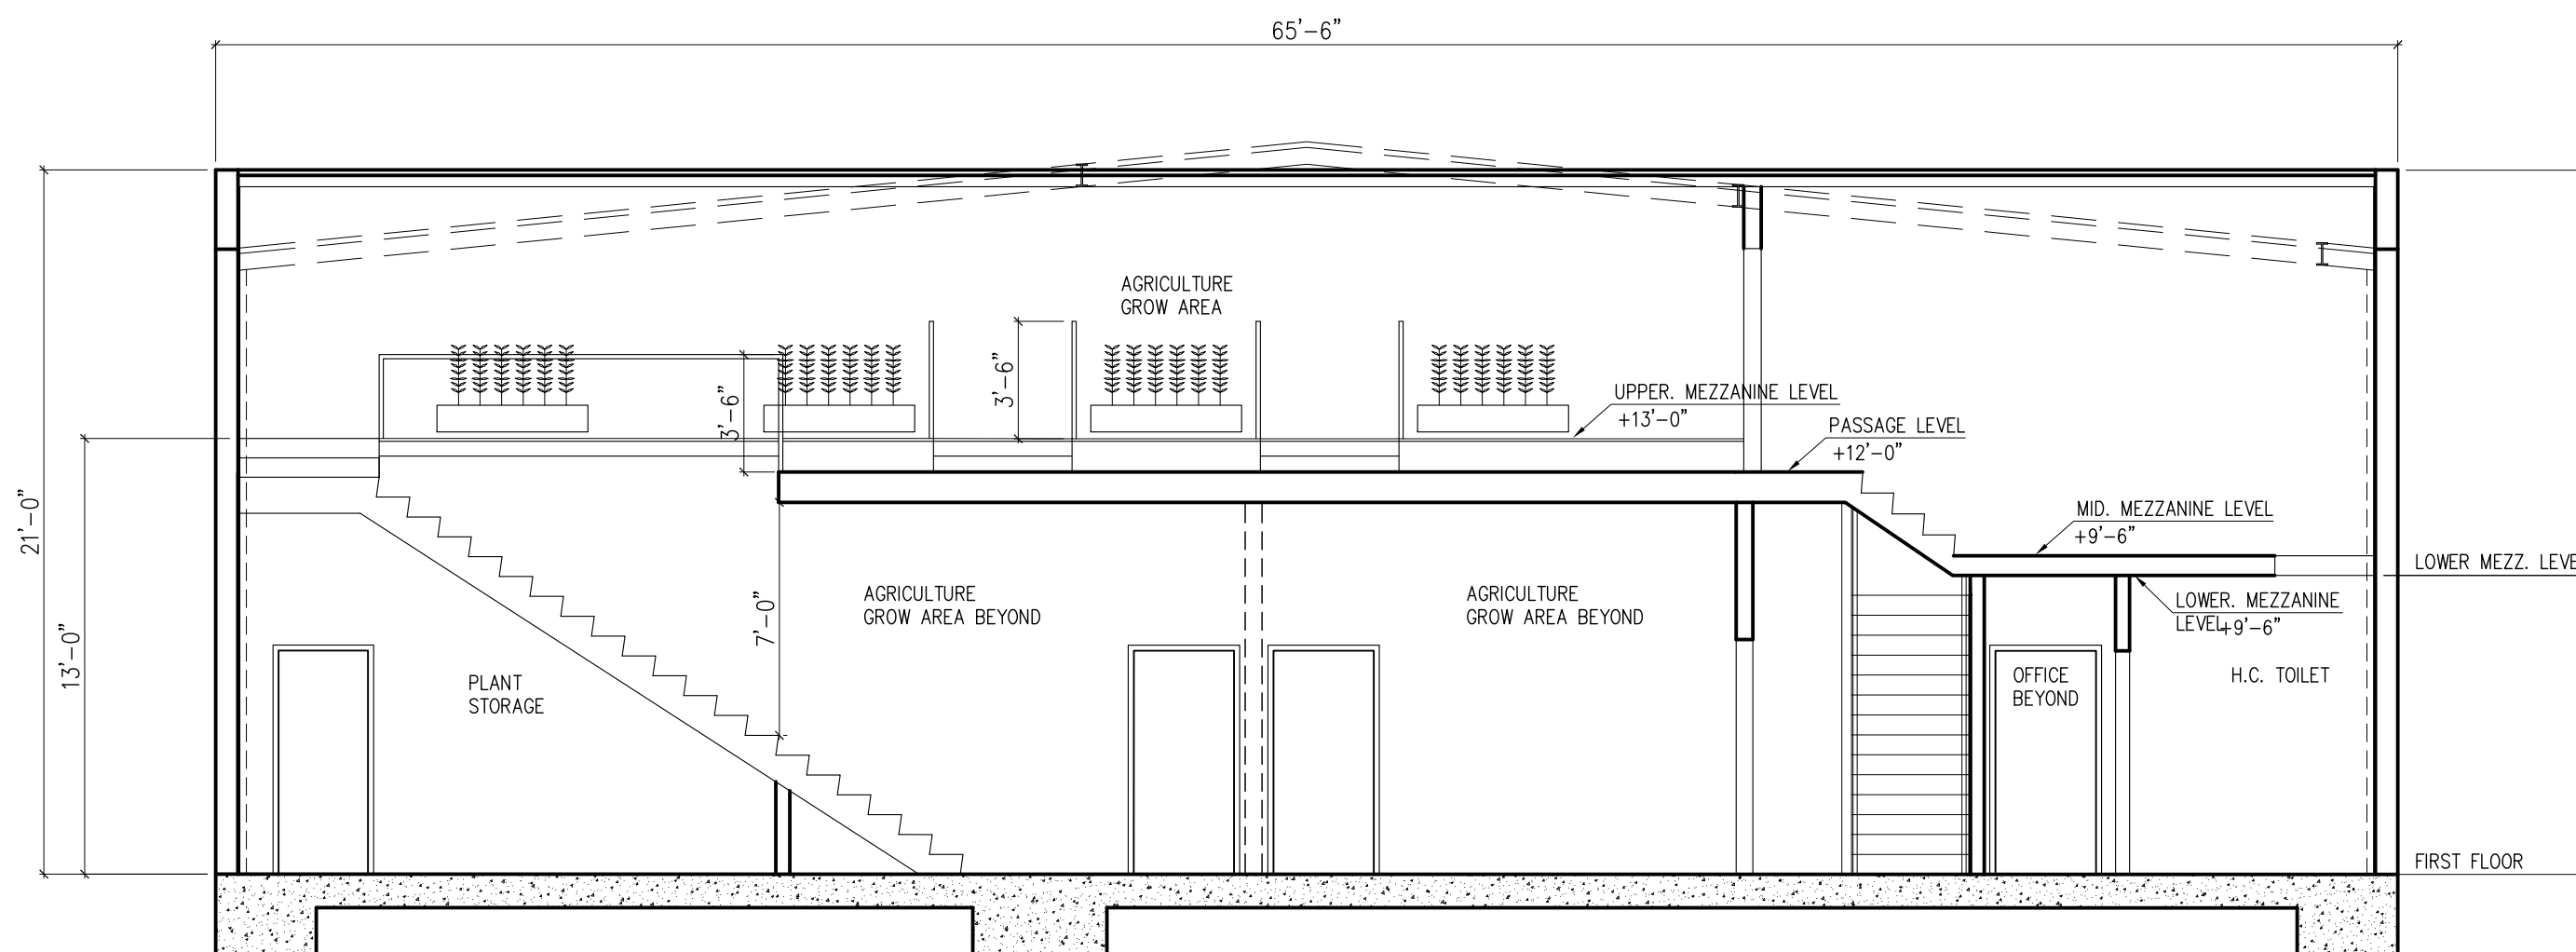 65'-6"
AGRICULTURE
GROW AREA
3'-6"
3'-6"
UPPER. MEZZANINE LEVEL
+13'-0"
PASSAGE LEVEL
+12'-0"
21'-0"
13'-0"
MID. MEZZANINE LEVEL
+9'-6"
LOWER MEZZ. LEVE
AGRICULTURE
GROW AREA BEYOND
7'-0"
AGRICULTURE
GROW AREA BEYOND
LOWER. MEZZANINE
LEVEL+9'-6"
PLANT
STORAGE
OFFICE
BEYOND
H.C. TOILET
FIRST FLOOR